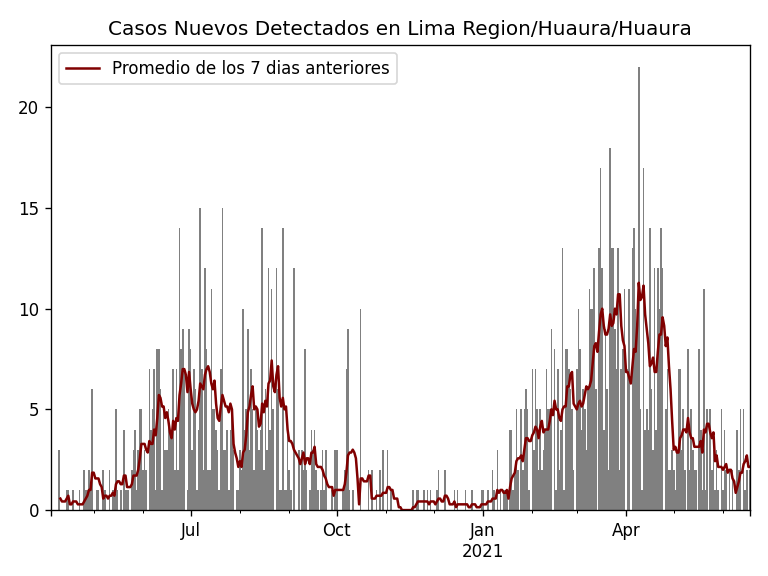 Casos Nuevos Detectados en Lima Region/Huaura/Huaura
Promedio de los 7 dias anteriores
20
15
10
5
0
Jul
Oct
Jan
2021
Apr